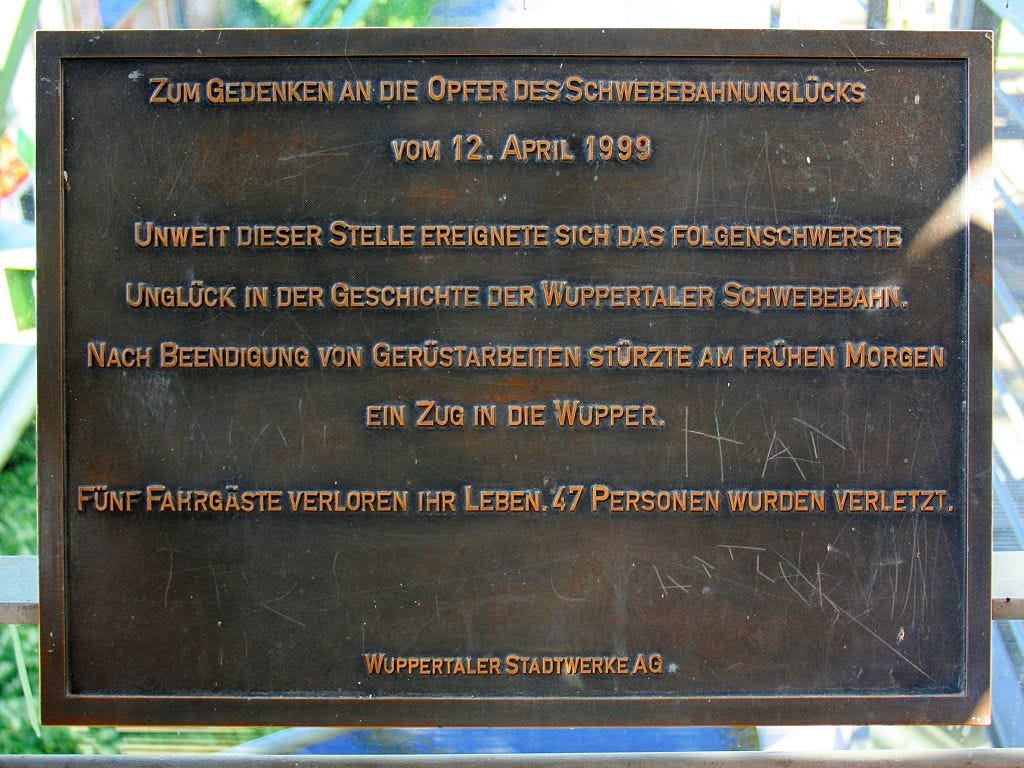 Zum Gedenken an die Opfer des Schwebebahnunglücks
vom 12. April 1999
Unweit dieser Stelle ereignete sich das folgenschwerste
Unglück in der Geschichte der Wuppertaler Schwebebahn.
Nach Beendigung von Gerüstarbeiten stürzte am frühen Morgen
ein Zug in die Wupper.
Fünf Fahrgäste verloren ihr Leben. 47 Personen wurden verletzt.
Wuppertaler Stadtwerke AG